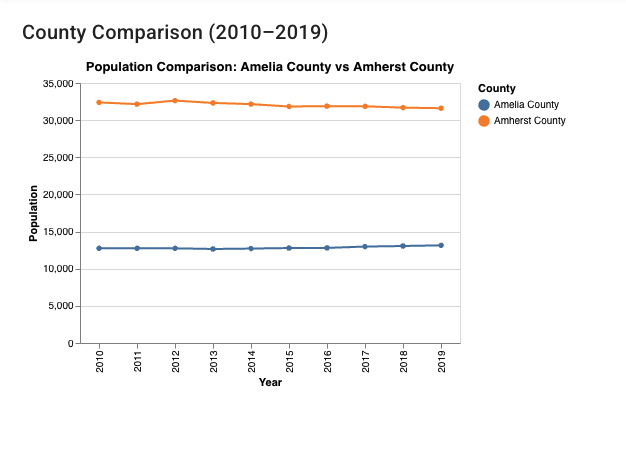 County Comparison (2010–2019)
Population Comparison: Amelia County vs Amherst County
35,000
30,000
25,000
20,000
15,000
10,000
5,000
0
Population
2010
2011
2012
2013
2014
2015
2016
2017
2018
2019
Year
County
Amelia County
Amherst County